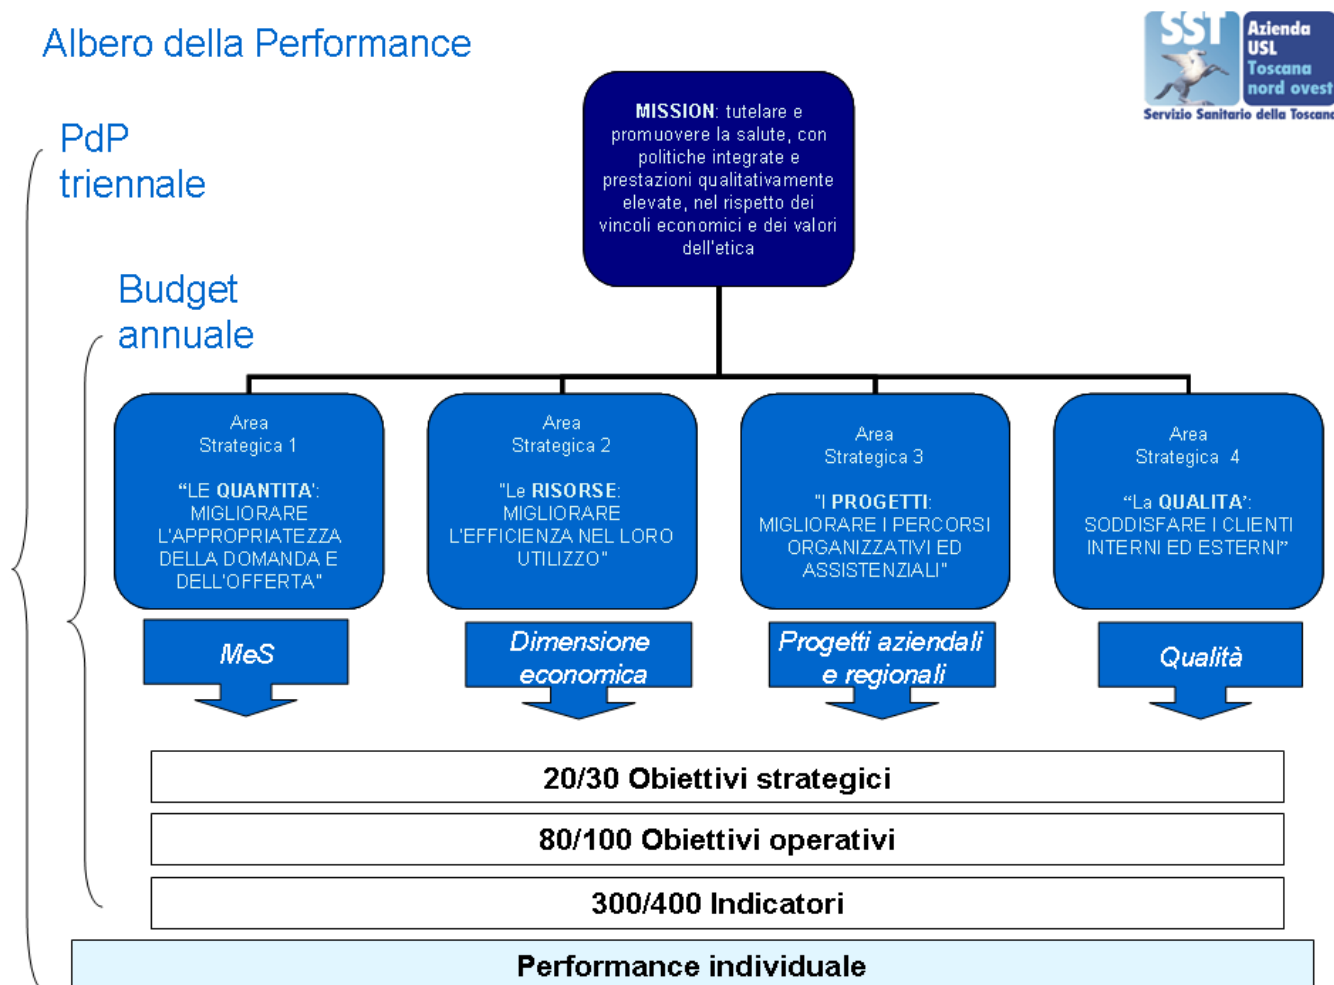 Albero della Performance
SST
Azienda
USL
Toscana
nord ovest
Servizio Sanitario della Toscana
PdP
triennale
MISSION: tutelare e
promuovere la salute, con
politiche integrate e
prestazioni qualitativamente
elevate, nel rispetto dei
vincoli economici e dei valori
dell'etica
Budget
annuale
Area
Strategica 1
“LE QUANTITA’:
MIGLIORARE
L'APPROPRIATEZZA
DELLA DOMANDA E
DELL'OFFERTA"
Area
Strategica 2
"Le RISORSE:
MIGLIORARE
L'EFFICIENZA NEL LORO
UTILIZZO"
Area
Strategica 3
"I PROGETTI:
MIGLIORARE I PERCORSI
ORGANIZZATIVI ED
ASSISTENZIALI"
Area
Strategica 4
“La QUALITA’:
SODDISFARE I CLIENTI
INTERNI ED ESTERNI”
MeS
Dimensione
economica
Progetti aziendali
e regionali
Qualità
20/30 Obiettivi strategici
80/100 Obiettivi operativi
300/400 Indicatori
Performance individuale